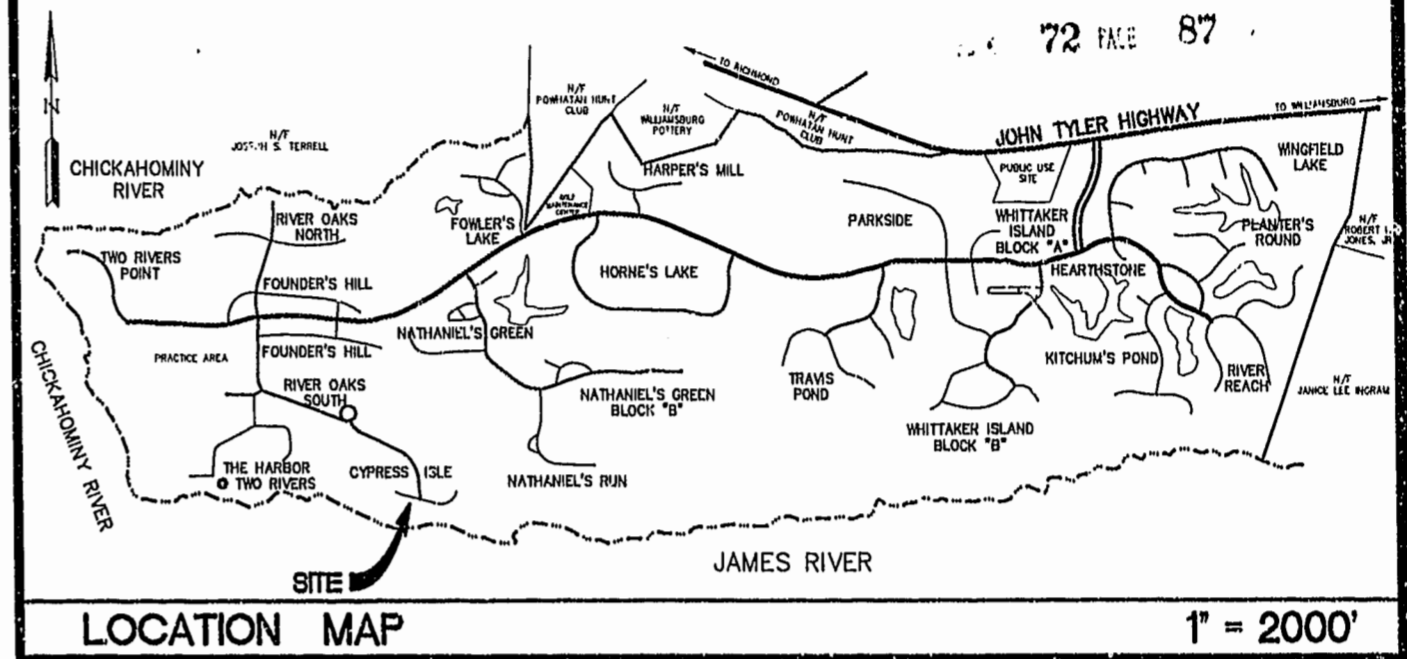 72 PAGE 87
TO RICHMOND
N
N/F
POWHATAN HUNT
CLUB
N/F
WILLIAMSBURG
POTTERY
N/F
POWHATAN HUNT
CLUB
JOHN TYLER HIGHWAY
TO WILLIAMSBURG
N/F
JOSEPH S. TERRELL
CHICKAHOMINY
RIVER
HARPER'S MILL
PUBLIC USE
SITE
WINGFIELD
LAKE
GOLF
MAINTENANCE
CENTER
RIVER OAKS
NORTH
FOWLER'S
LAKE
PARKSIDE
WHITTAKER
ISLAND
BLOCK "A"
PLANTER'S
ROUND
N/F
ROBERT
JONES, JR
TWO RIVERS
POINT
FOUNDER'S HILL
HORNE'S LAKE
HEARTHSTONE
NATHANIEL'S GREEN
PRACTICE AREA
FOUNDER'S HILL
KITCHUM'S POND
CHICKAHOMINY RIVER
RIVER OAKS
SOUTH
NATHANIEL'S GREEN
BLOCK "B"
TRAVIS
POND
RIVER
REACH
N/F
JANICE LEE INGRAM
WHITTAKER ISLAND
BLOCK "B"
THE HARBOR
TWO RIVERS
CYPRESS ISLE
NATHANIEL'S RUN
JAMES RIVER
SITE
LOCATION MAP
1" = 2000'